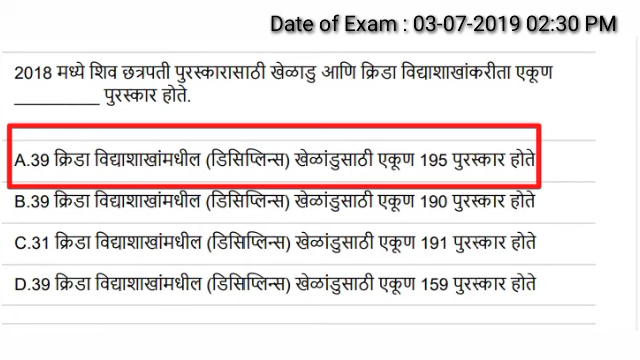 Date of Exam : 03-07-2019 02:30 PM
2018 मध्ये शिव छत्रपती पुरस्कारासाठी खेळाडु आणि क्रिडा विद्याशाखांकरीता एकूण
_________ पुरस्कार होते.
A.39 क्रिडा विद्याशाखांमधील (डिसिप्लिन्स) खेळांडुसाठी एकूण 195 पुरस्कार होते
B.39 क्रिडा विद्याशाखांमधील (डिसिप्लिन्स) खेळांडुसाठी एकूण 190 पुरस्कार होते
C.31 क्रिडा विद्याशाखांमधील (डिसिप्लिन्स) खेळांडुसाठी एकूण 191 पुरस्कार होते
D.39 क्रिडा विद्याशाखांमधील (डिसिप्लिन्स) खेळांडुसाठी एकूण 159 पुरस्कार होते